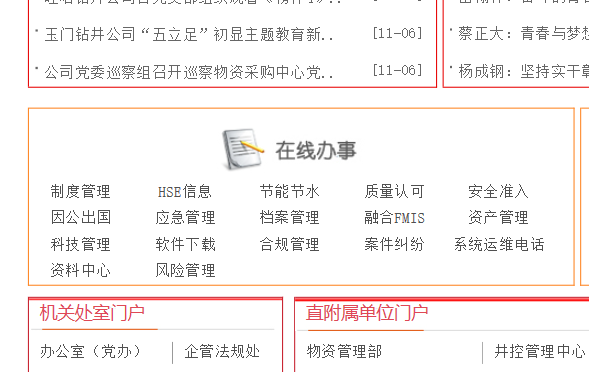 玉门钻井公司“五立足”初显主题教育新.. [11-06]
蔡正大：青春与梦想
公司党委巡察组召开巡察物资采购中心党.. [11-06]
杨成钢：坚持实干
在线办事
制度管理 HSE信息 节能节水 质量认可 安全准入
因公出国 应急管理 档案管理 融合FMIS 资产管理
科技管理 软件下载 合规管理 案件纠纷 系统运维电话
资料中心 风险管理
机关处室门户
办公室（党办） 企管法规处
直附属单位门户
物资管理部 井控管理中心